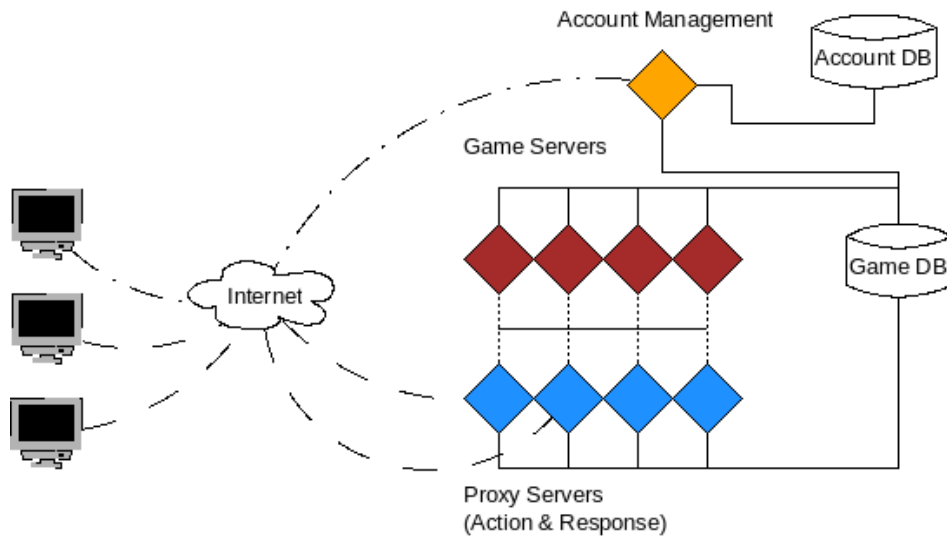 Account Management
Account DB
Game Servers
Game DB
Internet
Proxy Servers
(Action & Response)